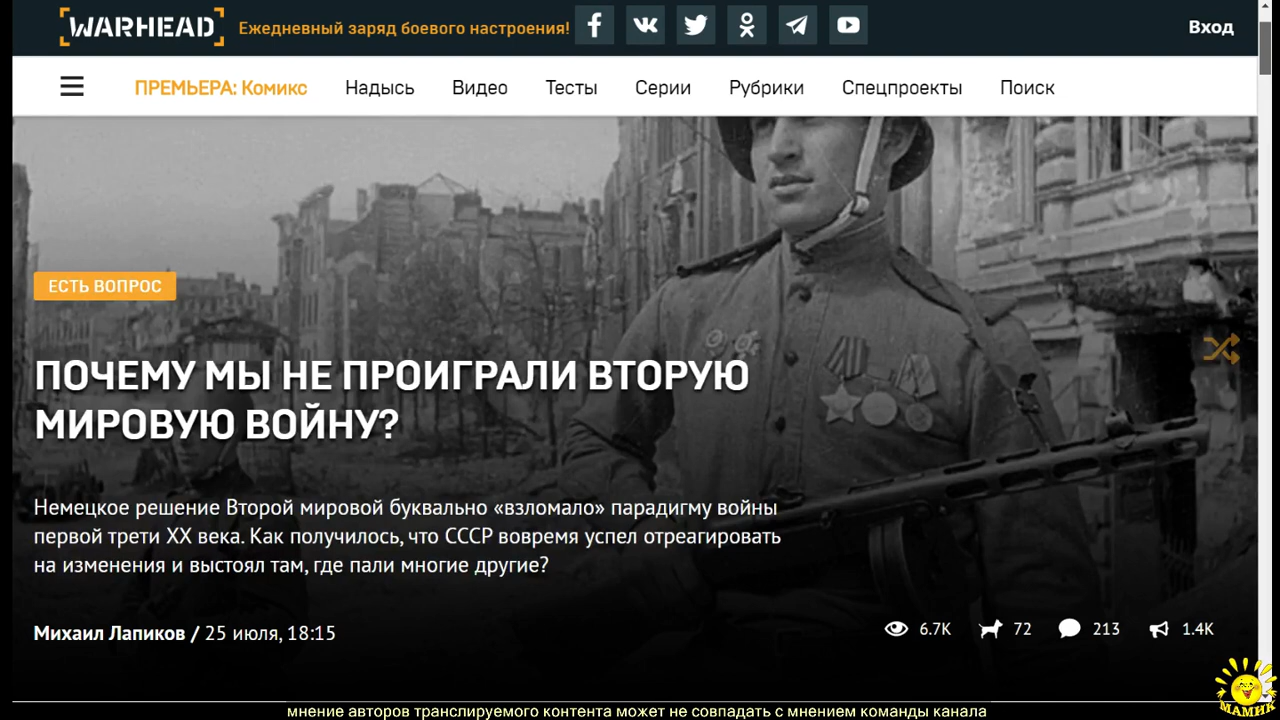 WARHEAD
Ежедневный заряд боевого настроения!
Вход
ПРЕМЬЕРА: Комикс Надысь Видео Тесты Серии Рубрики Спецпроекты Поиск
ЕСТЬ ВОПРОС
ПОЧЕМУ МЫ НЕ ПРОИГРАЛИ ВТОРУЮ
МИРОВУЮ ВОЙНУ?
Немецкое решение Второй мировой буквально «взломало» парадигму войны
первой трети XX века. Как получилось, что СССР вовремя успел отреагировать
на изменения и выстоял там, где пали многие другие?
Михаил Лапиков / 25 июля, 18:15
6.7K 72 213 1.4K
МАМИК
мнение авторов транслируемого контента может не совпадать с мнением команды канала